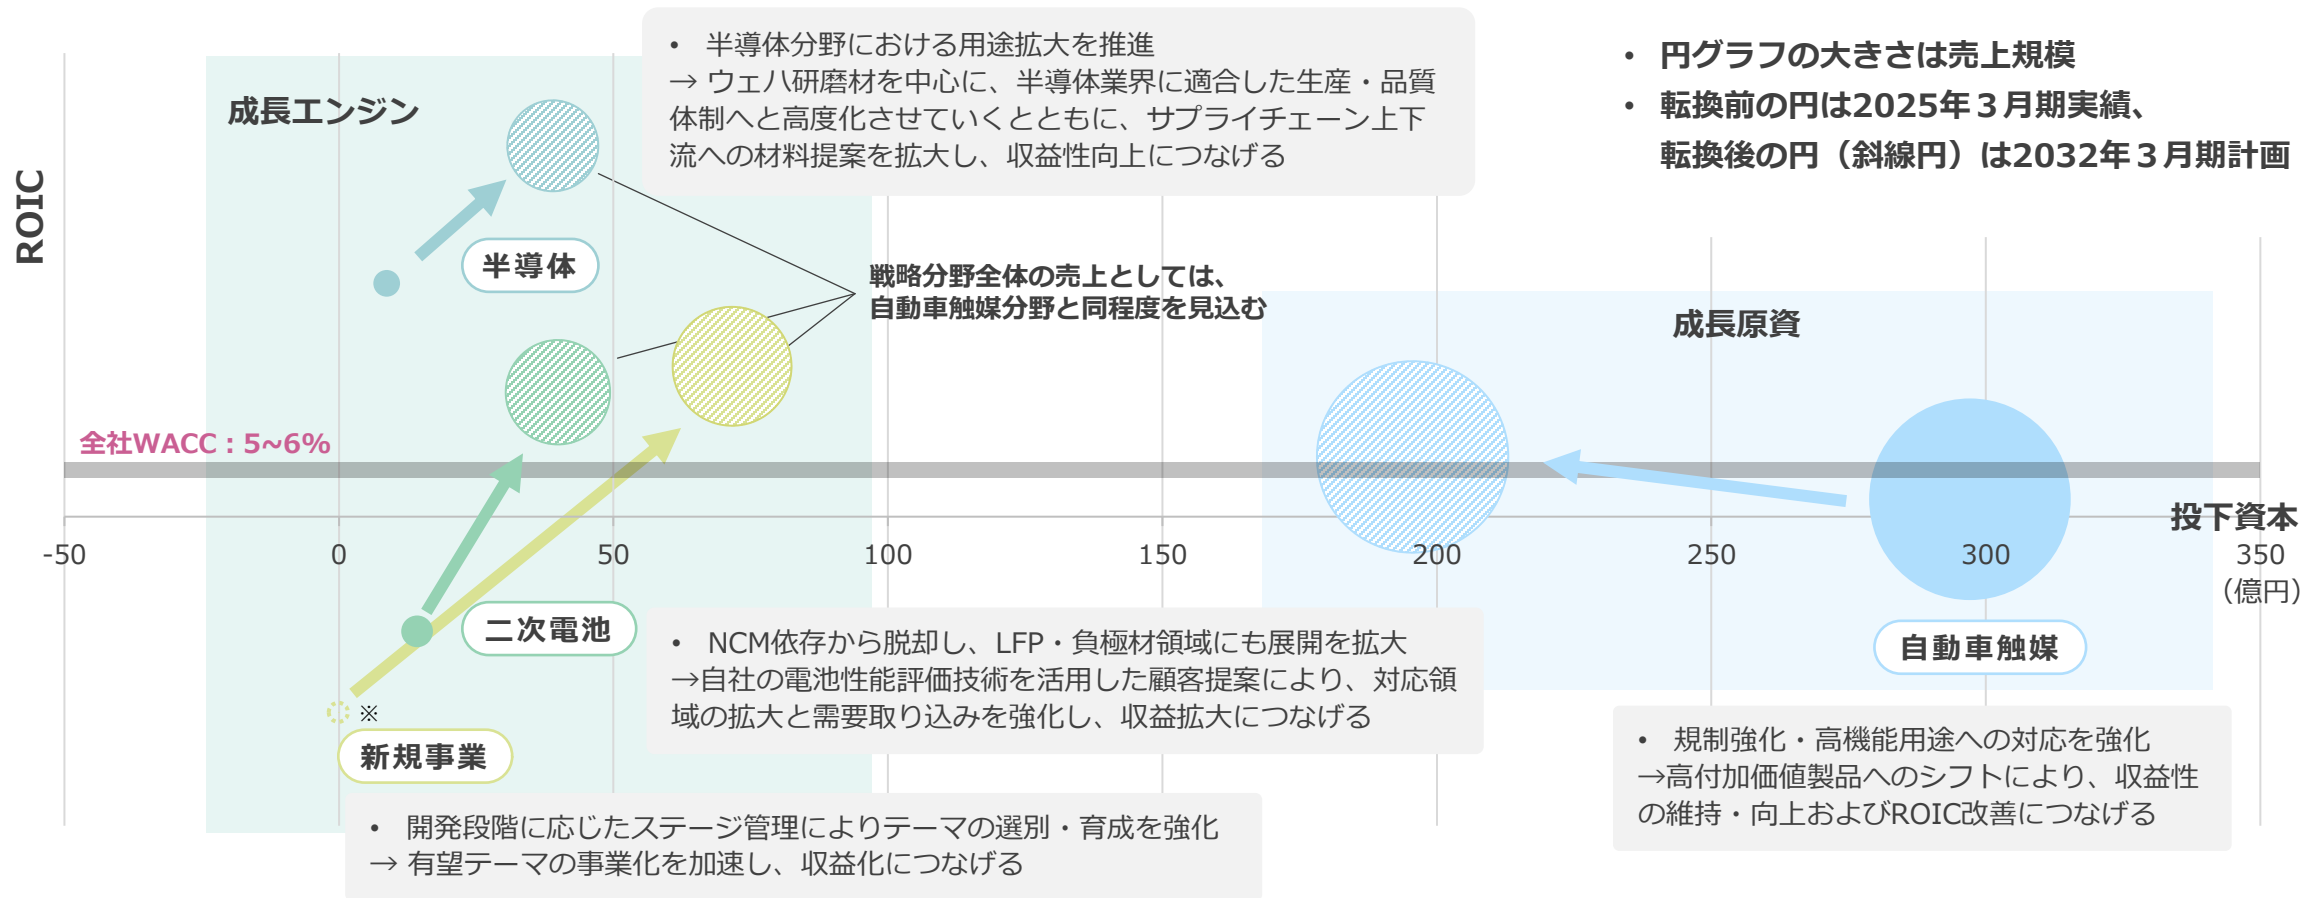 • 半導体分野における用途拡大を推進
→ ウェハ研磨材を中心に、半導体業界に適合した生産・品質
体制へと高度化させていくとともに、サプライチェーン上下
流への材料提案を拡大し、収益性向上につなげる
• 円グラフの大きさは売上規模
• 転換前の円は2025年３月期実績、
転換後の円（斜線円）は2032年３月期計画
成長エンジン
ROIC
半導体
戦略分野全体の売上としては、
自動車触媒分野と同程度を見込む
成長原資
全社WACC：5~6%
投下資本
-50
0
50
100
150
200
250
300
350
（億円）
二次電池
• NCM依存から脱却し、LFP・負極材領域にも展開を拡大
→自社の電池性能評価技術を活用した顧客提案により、対応領
域の拡大と需要取り込みを強化し、収益拡大につなげる
自動車触媒
※
新規事業
• 規制強化・高機能用途への対応を強化
→高付加価値製品へのシフトにより、収益性
の維持・向上およびROIC改善につなげる
• 開発段階に応じたステージ管理によりテーマの選別・育成を強化
→ 有望テーマの事業化を加速し、収益化につなげる